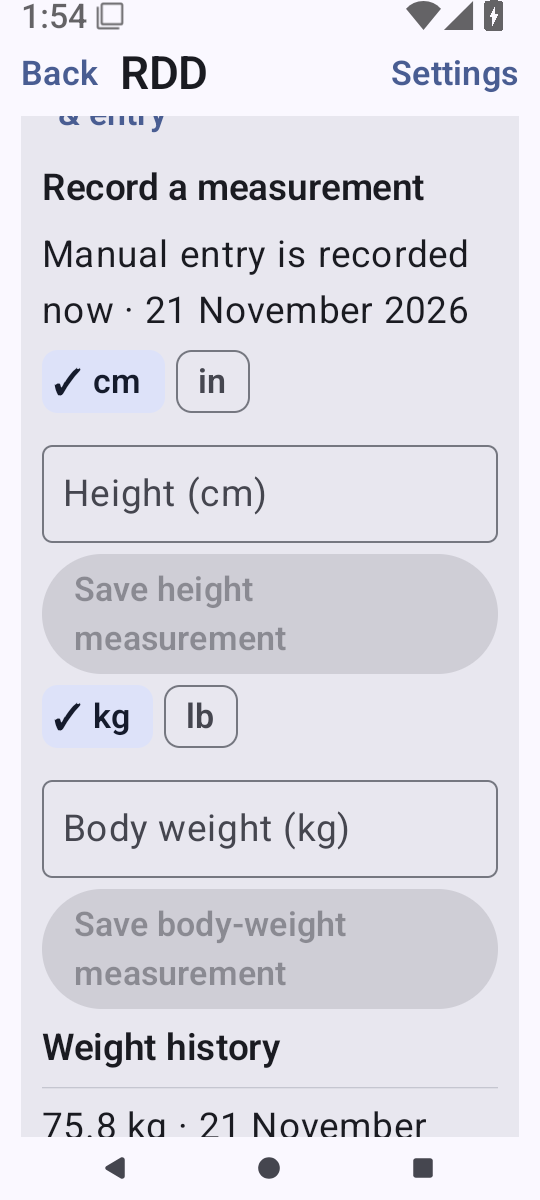 1:54
Back RDD Settings
& entry
Record a measurement
Manual entry is recorded
now · 21 November 2026
✓ cm in
Height (cm)
Save height
measurement
✓ kg lb
Body weight (kg)
Save body-weight
measurement
Weight history
75.8 kg · 21 November